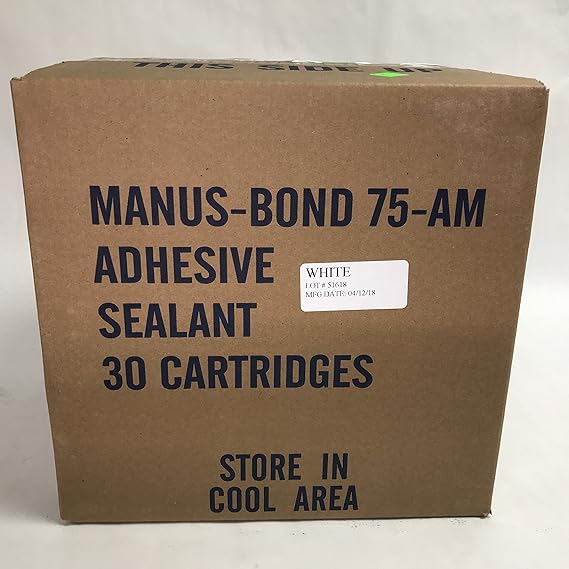 THIS SIDE UP
MANUS-BOND 75-AM
ADHESIVE
SEALANT
30 CARTRIDGES
WHITE
LOT # 51618
MFG DATE: 04/12/18
STORE IN
COOL AREA